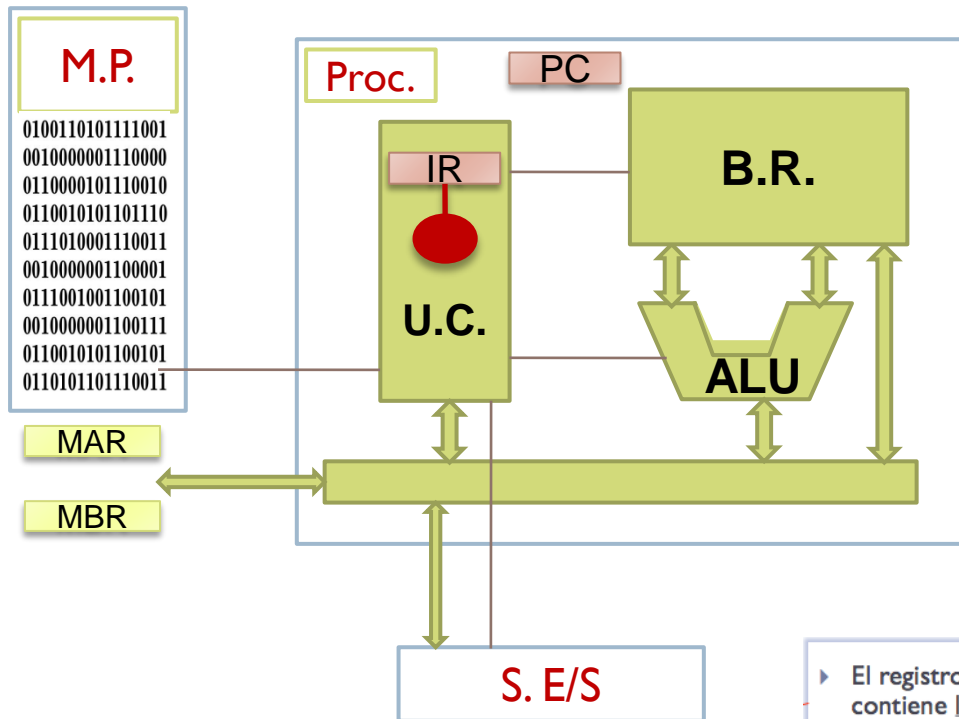 M.P.
0100110101111001
0010000001110000
0110000101110010
0110010101101110
0111010001110011
0010000001100001
0111001001100101
0010000001100111
0110010101100101
0110101101110011
MAR
MBR
Proc.
PC
IR
U.C.
B.R.
ALU
S. E/S
El registro
contiene